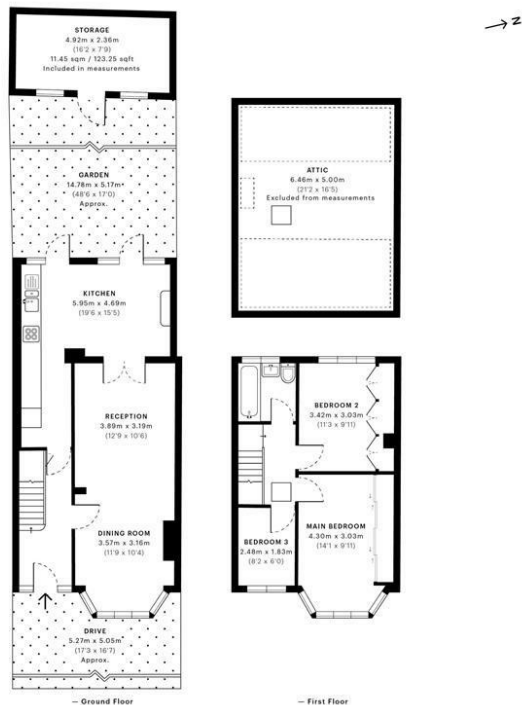 STORAGE
4.92m x 2.36m
(16'2 x 7'9)
11.45 sqm / 123.25 sqft
Included in measurements
N
GARDEN
14.78m x 5.17m
(48'6 x 17'0)
Approx.
ATTIC
6.46m x 5.00m
(21'2 x 16'5)
Excluded from measurements
KITCHEN
5.95m x 4.69m
(19'6 x 15'5)
RECEPTION
3.89m x 3.19m
(12'9 x 10'6)
DINING ROOM
3.57m x 3.16m
(11'9 x 10'4)
DRIVE
5.27m x 5.05m
(17'3 x 16'7)
Approx.
— Ground Floor
BEDROOM 2
3.42m x 3.03m
(11'3 x 9'11)
MAIN BEDROOM
4.30m x 3.03m
(14'1 x 9'11)
BEDROOM 3
2.48m x 1.83m
(8'2 x 6'0)
— First Floor